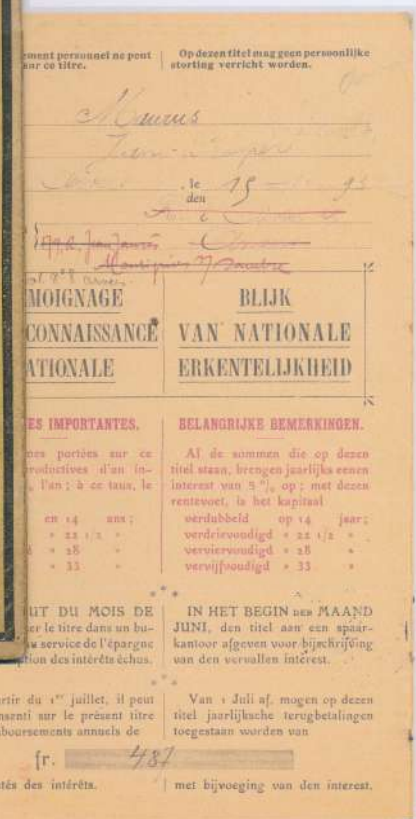 ement personnel ne peut
sur ce titre.
Op dezen titel mag geen persoonlijke
storting verricht worden.
Maurus
le
den
15
95
Jean Jaurès
Montignies s/ Sambre
MOIGNAGE
CONNAISSANCE
ATIONALE
BLIJK
VAN NATIONALE
ERKENTELIJKHEID
ES IMPORTANTES.
mes portées sur ce
roductives d'un in-
l'an ; à ce taux, le
en 14 ans ;
» 22 1/2 »
» 28 »
» 33 »
BELANGRIJKE BEMERKINGEN.
Al de sommen die op dezen
titel staan, brengen jaarlijks eenen
interest van 5 % op ; met dezen
rentevoet, is het kapitaal
verdubbeld op 14 jaar ;
verdrievoudigd » 22 1/2 »
verviervoudigd » 28 »
vervijfvoudigd » 33 »
UT DU MOIS DE
er le titre dans un bu-
u service de l'épargne
ption des intérêts échus.
IN HET BEGIN DER MAAND
JUNI, den titel aan een spaar-
kantoor afgeven voor bijschrijving
van den vervallen interest.
rtir du 1er juillet, il peut
nsenti sur le présent titre
boursements annuels de
Van 1 Juli af, mogen op dezen
titel jaarlijksche terugbetalingen
toegestaan worden van
fr. 487
tés des intérêts.
met bijvoeging van den interest.